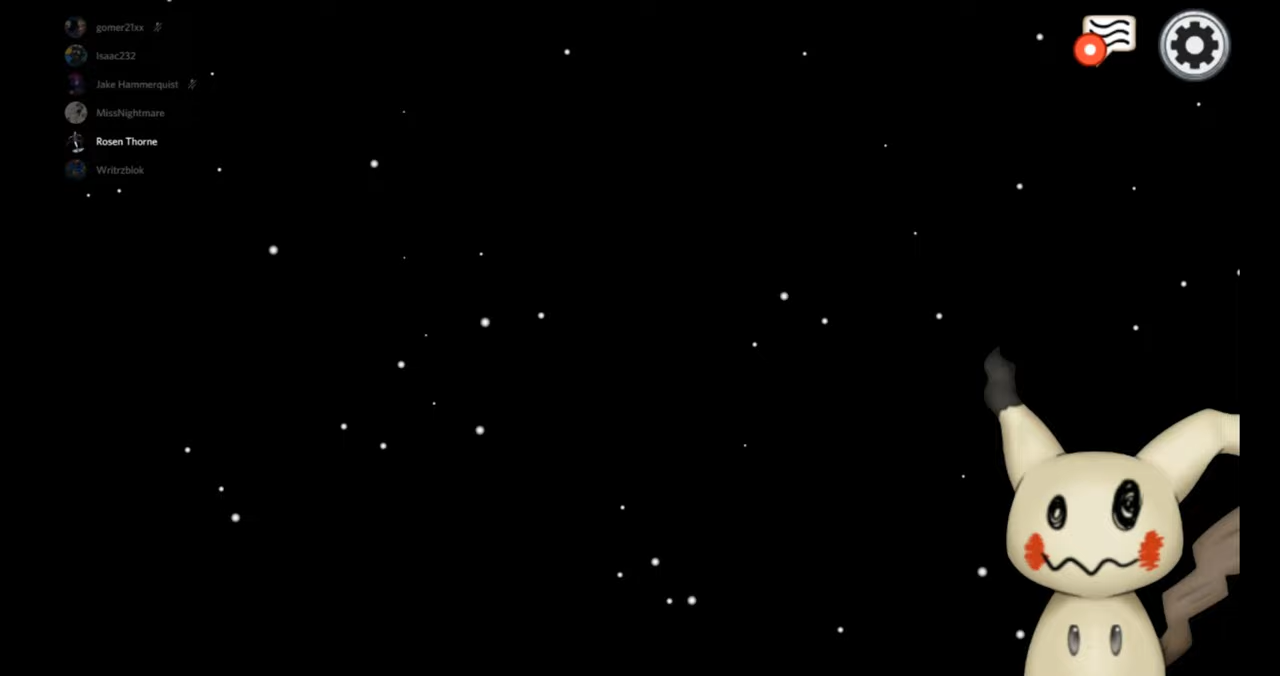 gomer21xx
Isaac232
Jake Hammerquist
MissNightmare
Rosen Thorne
Writrzblok